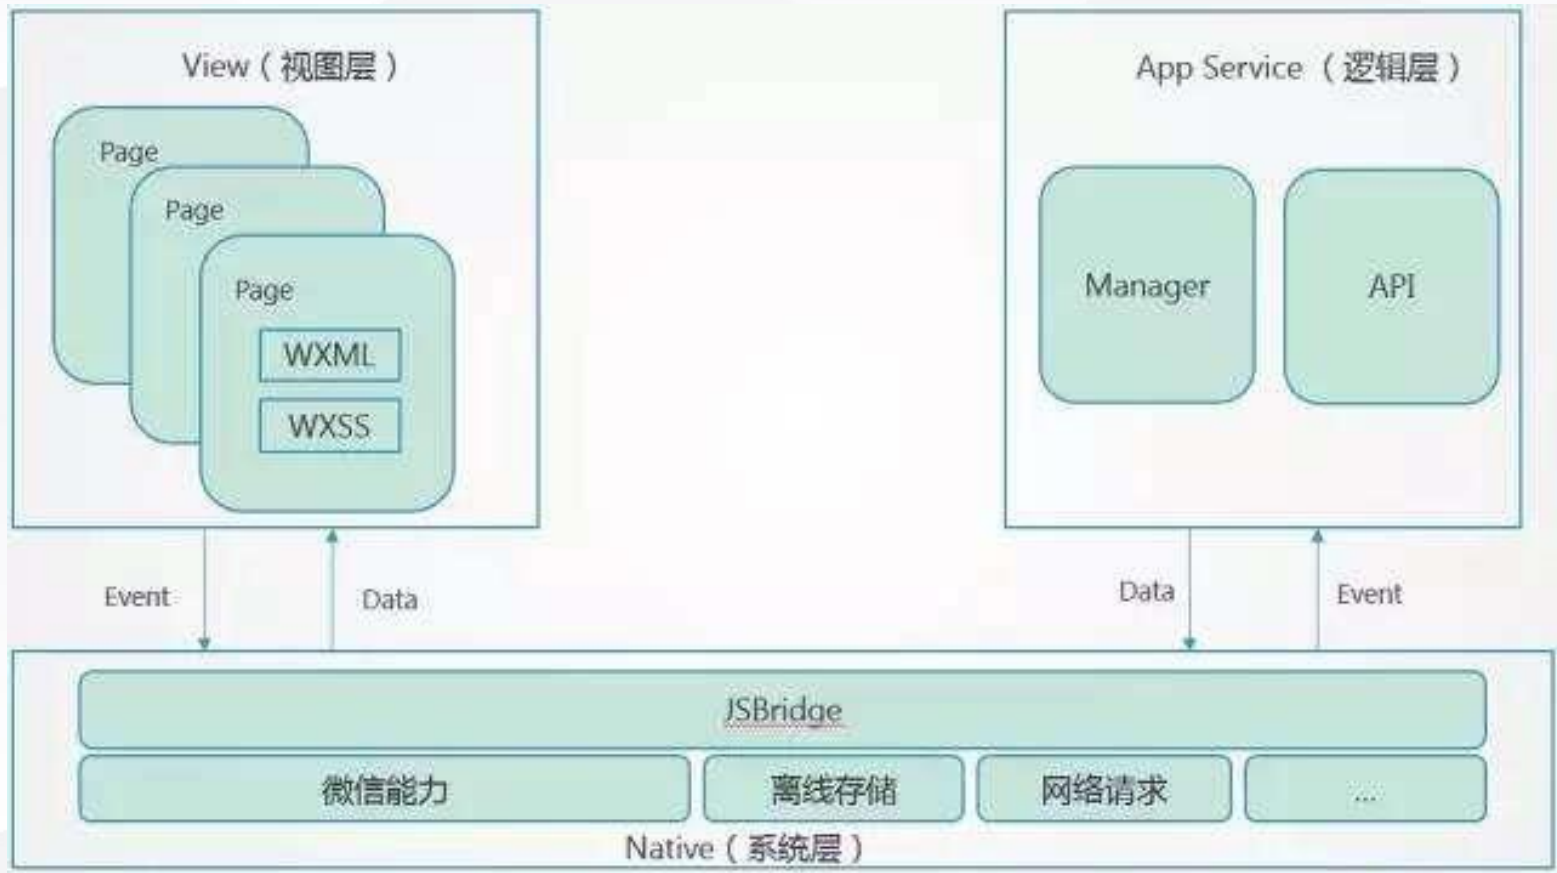 View（视图层）
Page
Page
Page
WXML
WXSS
App Service （逻辑层）
Manager
API
Event
Data
Data
Event
JSBridge
微信能力
离线存储
网络请求
...
Native（系统层）